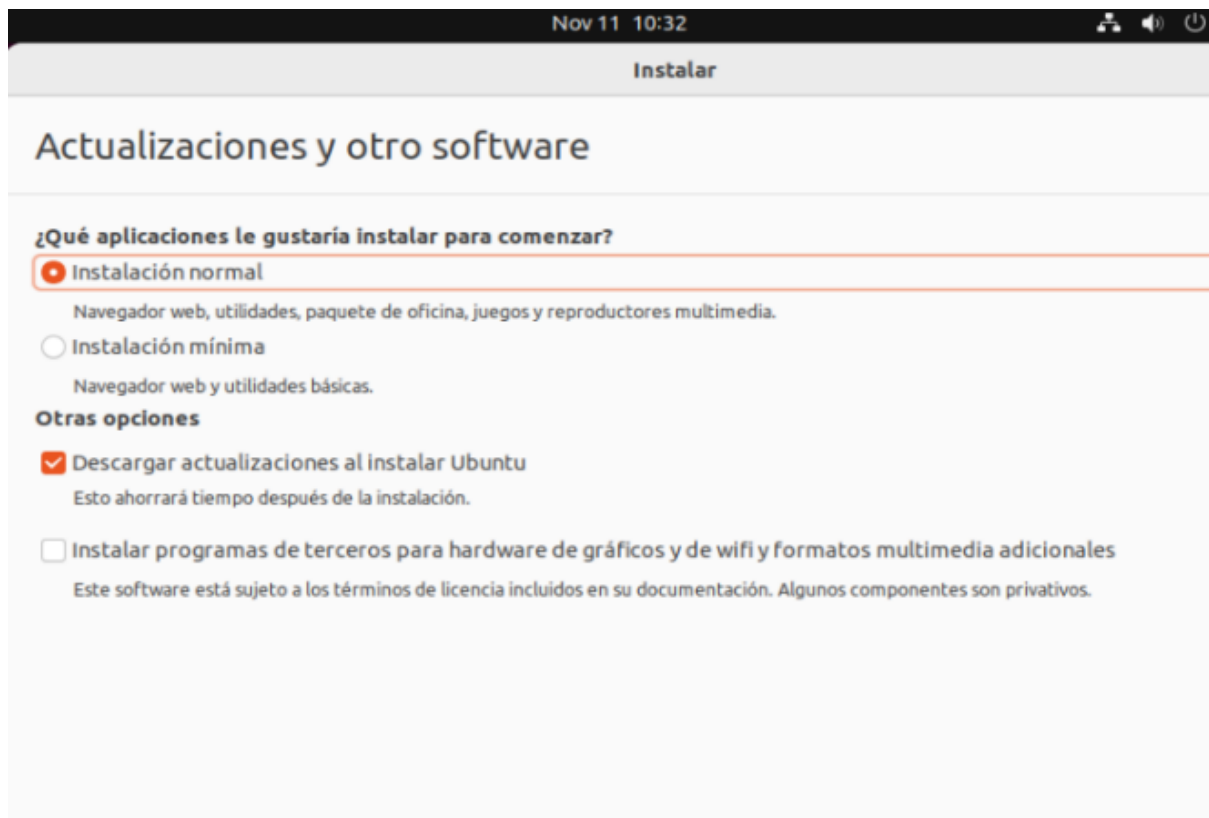 Nov 11 10:32
Instalar
Actualizaciones y otro software
¿Qué aplicaciones le gustaría instalar para comenzar?
Instalación normal
Navegador web, utilidades, paquete de oficina, juegos y reproductores multimedia.
Instalación mínima
Navegador web y utilidades básicas.
Otras opciones
Descargar actualizaciones al instalar Ubuntu
Esto ahorrará tiempo después de la instalación.
Instalar programas de terceros para hardware de gráficos y de wifi y formatos multimedia adicionales
Este software está sujeto a los términos de licencia incluidos en su documentación. Algunos componentes son privativos.